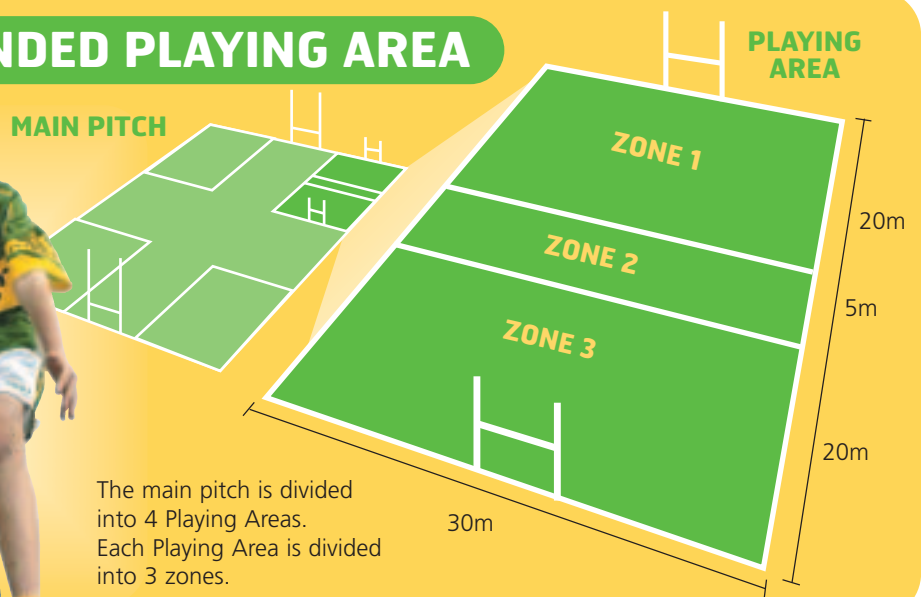 NDED PLAYING AREA
MAIN PITCH
PLAYING
AREA
ZONE 1
ZONE 2
ZONE 3
20m
5m
20m
30m
The main pitch is divided
into 4 Playing Areas.
Each Playing Area is divided
into 3 zones.